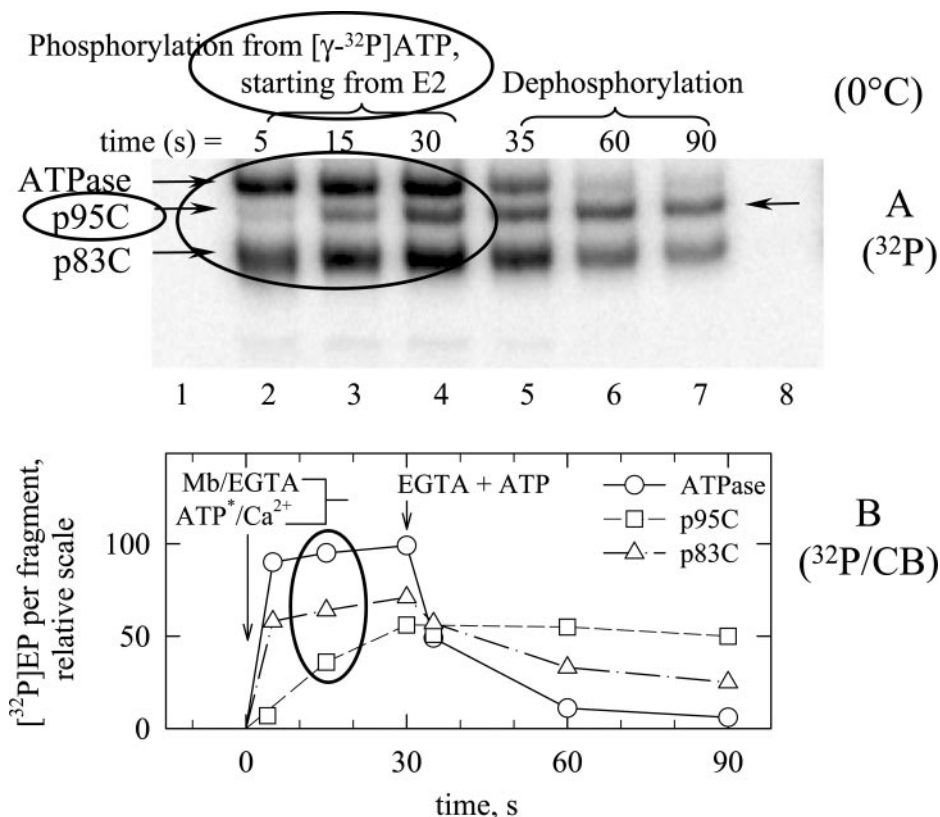 Phosphorylation from [γ-³²P]ATP,
starting from E2
Dephosphorylation
(0°C)
time (s) = 5 15 30 35 60 90
ATPase
p95C
p83C
A
(³²P)
1 2 3 4 5 6 7 8
[³²P]EP per fragment,
relative scale
Mb/EGTA
ATP*/Ca²⁺
EGTA + ATP
ATPase
p95C
p83C
B
(³²P/CB)
100
50
0
0 30 60 90
time, s